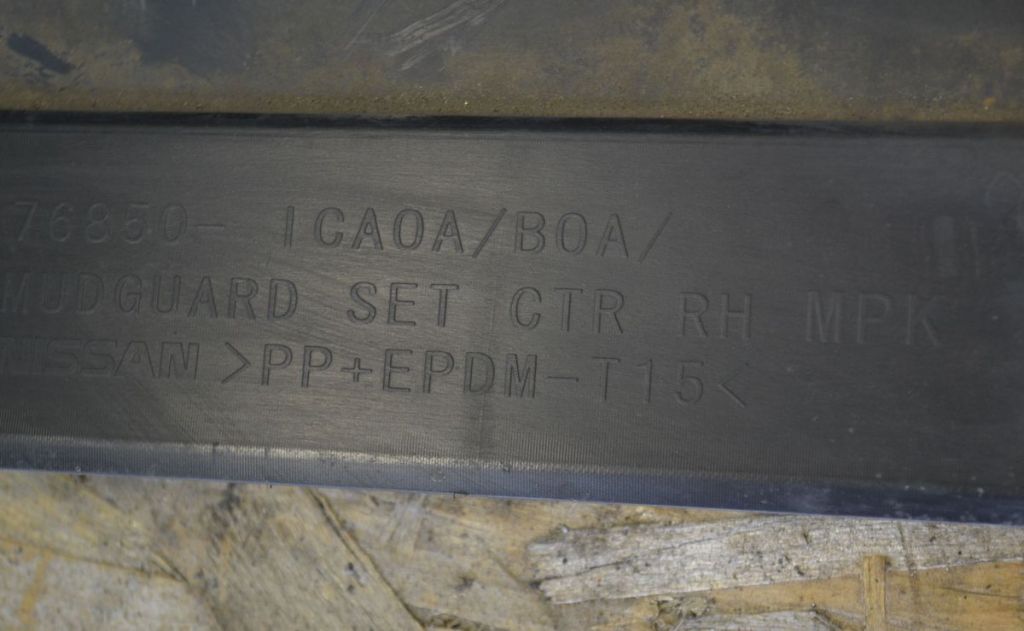 76850- 1CA0A/B0A/
MUDGUARD SET CTR RH MPK
NISSAN >PP+EPDM-T15<